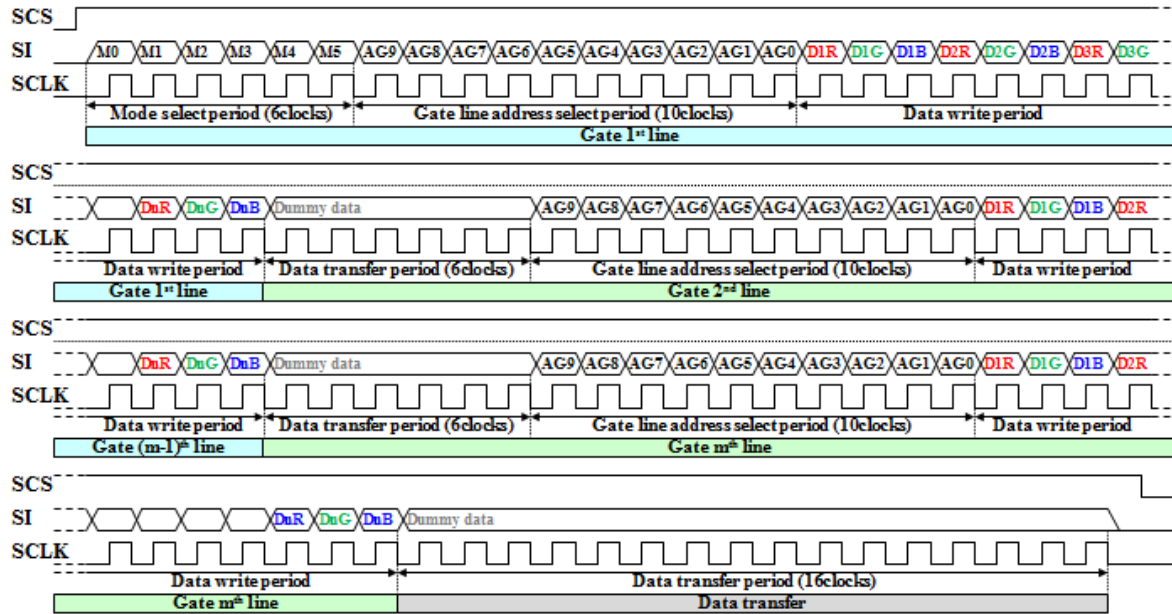 SCS
SI M0 M1 M2 M3 M4 M5 AG9 AG8 AG7 AG6 AG5 AG4 AG3 AG2 AG1 AG0 D1R D1G D1B D2R D2G D2B D3R D3G
SCLK
Mode select period (6clocks) Gate line address select period (10clocks) Data write period
Gate 1st line
SCS
SI DnR DnG DnB Dummy data AG9 AG8 AG7 AG6 AG5 AG4 AG3 AG2 AG1 AG0 D1R D1G D1B D2R
SCLK
Data write period Data transfer period (6clocks) Gate line address select period (10clocks) Data write period
Gate 1st line Gate 2nd line
SCS
SI DnR DnG DnB Dummy data AG9 AG8 AG7 AG6 AG5 AG4 AG3 AG2 AG1 AG0 D1R D1G D1B D2R
SCLK
Data write period Data transfer period (6clocks) Gate line address select period (10clocks) Data write period
Gate (m-1)th line Gate mth line
SCS
SI DnR DnG DnB Dummy data
SCLK
Data write period Data transfer period (16clocks)
Gate mth line Data transfer